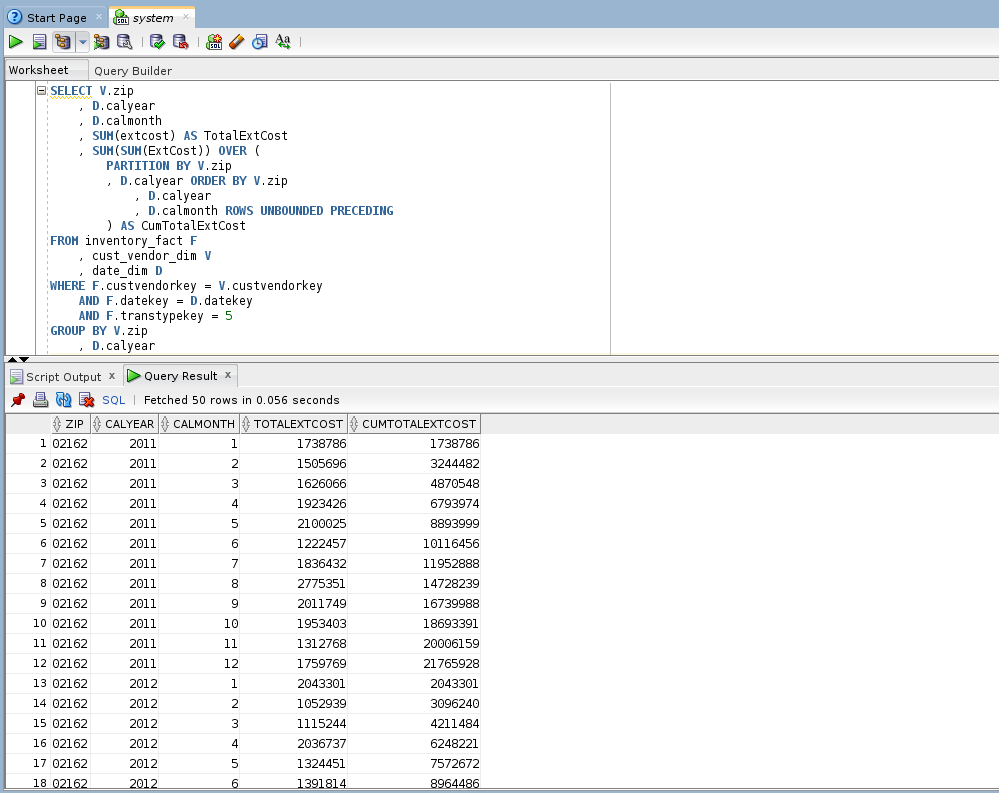 Start Page
system
Worksheet
Query Builder
SELECT V.zip
, D.calyear
, D.calmonth
, SUM(extcost) AS TotalExtCost
, SUM(SUM(ExtCost)) OVER (
PARTITION BY V.zip
, D.calyear ORDER BY V.zip
, D.calyear
, D.calmonth ROWS UNBOUNDED PRECEDING
) AS CumTotalExtCost
FROM inventory_fact F
, cust_vendor_dim V
, date_dim D
WHERE F.custvendorkey = V.custvendorkey
AND F.datekey = D.datekey
AND F.transtypekey = 5
GROUP BY V.zip
, D.calyear
Script Output x
Query Result x
SQL | Fetched 50 rows in 0.056 seconds
ZIP CALYEAR CALMONTH TOTALEXTCOST CUMTOTALEXTCOST
1 02162 2011 1 1738786 1738786
2 02162 2011 2 1505696 3244482
3 02162 2011 3 1626066 4870548
4 02162 2011 4 1923426 6793974
5 02162 2011 5 2100025 8893999
6 02162 2011 6 1222457 10116456
7 02162 2011 7 1836432 11952888
8 02162 2011 8 2775351 14728239
9 02162 2011 9 2011749 16739988
10 02162 2011 10 1953403 18693391
11 02162 2011 11 1312768 20006159
12 02162 2011 12 1759769 21765928
13 02162 2012 1 2043301 2043301
14 02162 2012 2 1052939 3096240
15 02162 2012 3 1115244 4211484
16 02162 2012 4 2036737 6248221
17 02162 2012 5 1324451 7572672
18 02162 2012 6 1391814 8964486